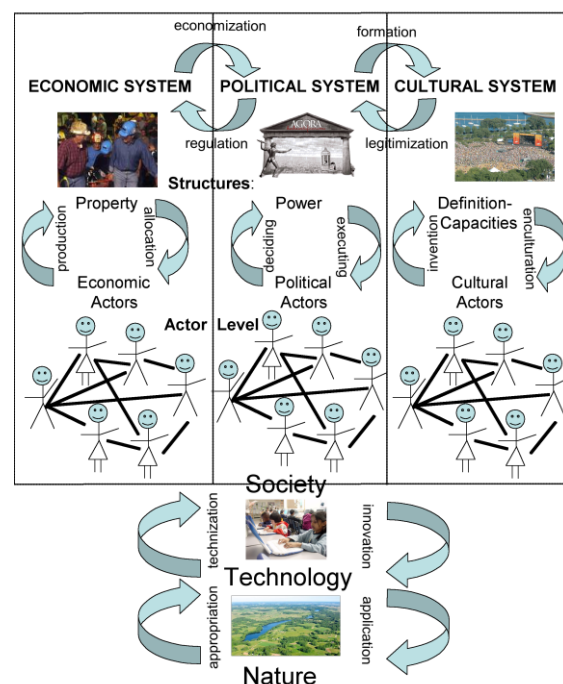 economization
formation
ECONOMIC SYSTEM
POLITICAL SYSTEM
CULTURAL SYSTEM
AGORA
regulation
legitimization
Structures:
Property
Power
Definition-
Capacities
production
allocation
deciding
executing
invention
enculturation
Economic
Actors
Political
Actors
Cultural
Actors
Actor Level
Society
technization
innovation
Technology
appropriation
application
Nature